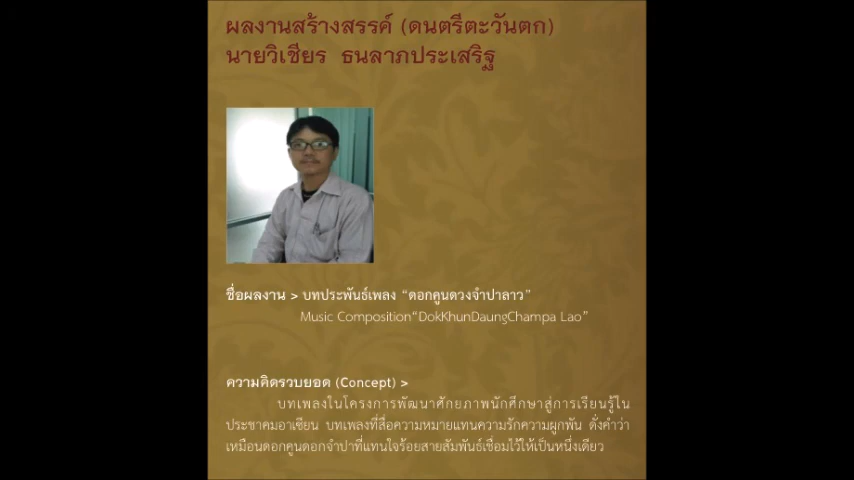 ผลงานสร้างสรรค์ (ดนตรีตะวันตก)
นายวิเชียร ธนลาภประเสริฐ
ชื่อผลงาน > บทประพันธ์เพลง “ดอกคูนดวงจำปาลาว”
Music Composition“DokKhunDaungChampa Lao”
ความคิดรวบยอด (Concept) >
บทเพลงในโครงการพัฒนาศักยภาพนักศึกษาสู่การเรียนรู้ใน
ประชาคมอาเซียน บทเพลงที่สื่อความหมายแทนความรักความผูกพัน ดั่งคำว่า
เหมือนดอกคูนดอกจำปาที่แทนใจร้อยสายสัมพันธ์เชื่อมไว้ให้เป็นหนึ่งเดียว